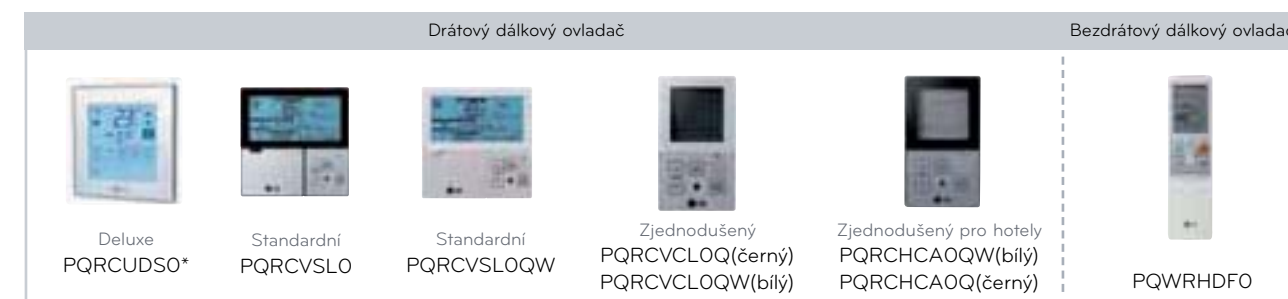 Drátový dálkový ovladač
Bezdrátový dálkový ovladač
Deluxe
PQRCUDS0*
Standardní
PQRCVSL0
Standardní
PQRCVSL0QW
Zjednodušený
PQRCVCL0Q(černý)
PQRCVCL0QW(bílý)
Zjednodušený pro hotely
PQRCHCA0QW(bílý)
PQRCHCA0Q(černý)
PQWRHDF0